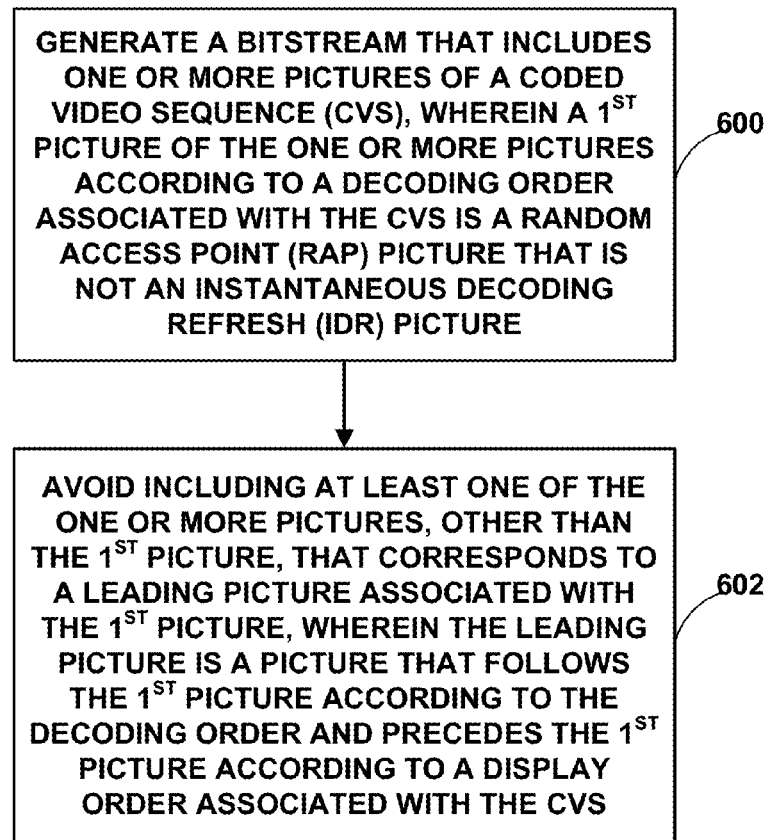 GENERATE A BITSTREAM THAT INCLUDES
ONE OR MORE PICTURES OF A CODED
VIDEO SEQUENCE (CVS), WHEREIN A 1ST
PICTURE OF THE ONE OR MORE PICTURES
ACCORDING TO A DECODING ORDER
ASSOCIATED WITH THE CVS IS A RANDOM
ACCESS POINT (RAP) PICTURE THAT IS
NOT AN INSTANTANEOUS DECODING
REFRESH (IDR) PICTURE
600
AVOID INCLUDING AT LEAST ONE OF THE
ONE OR MORE PICTURES, OTHER THAN
THE 1ST PICTURE, THAT CORRESPONDS TO
A LEADING PICTURE ASSOCIATED WITH
THE 1ST PICTURE, WHEREIN THE LEADING
PICTURE IS A PICTURE THAT FOLLOWS
THE 1ST PICTURE ACCORDING TO THE
DECODING ORDER AND PRECEDES THE 1ST
PICTURE ACCORDING TO A DISPLAY
ORDER ASSOCIATED WITH THE CVS
602